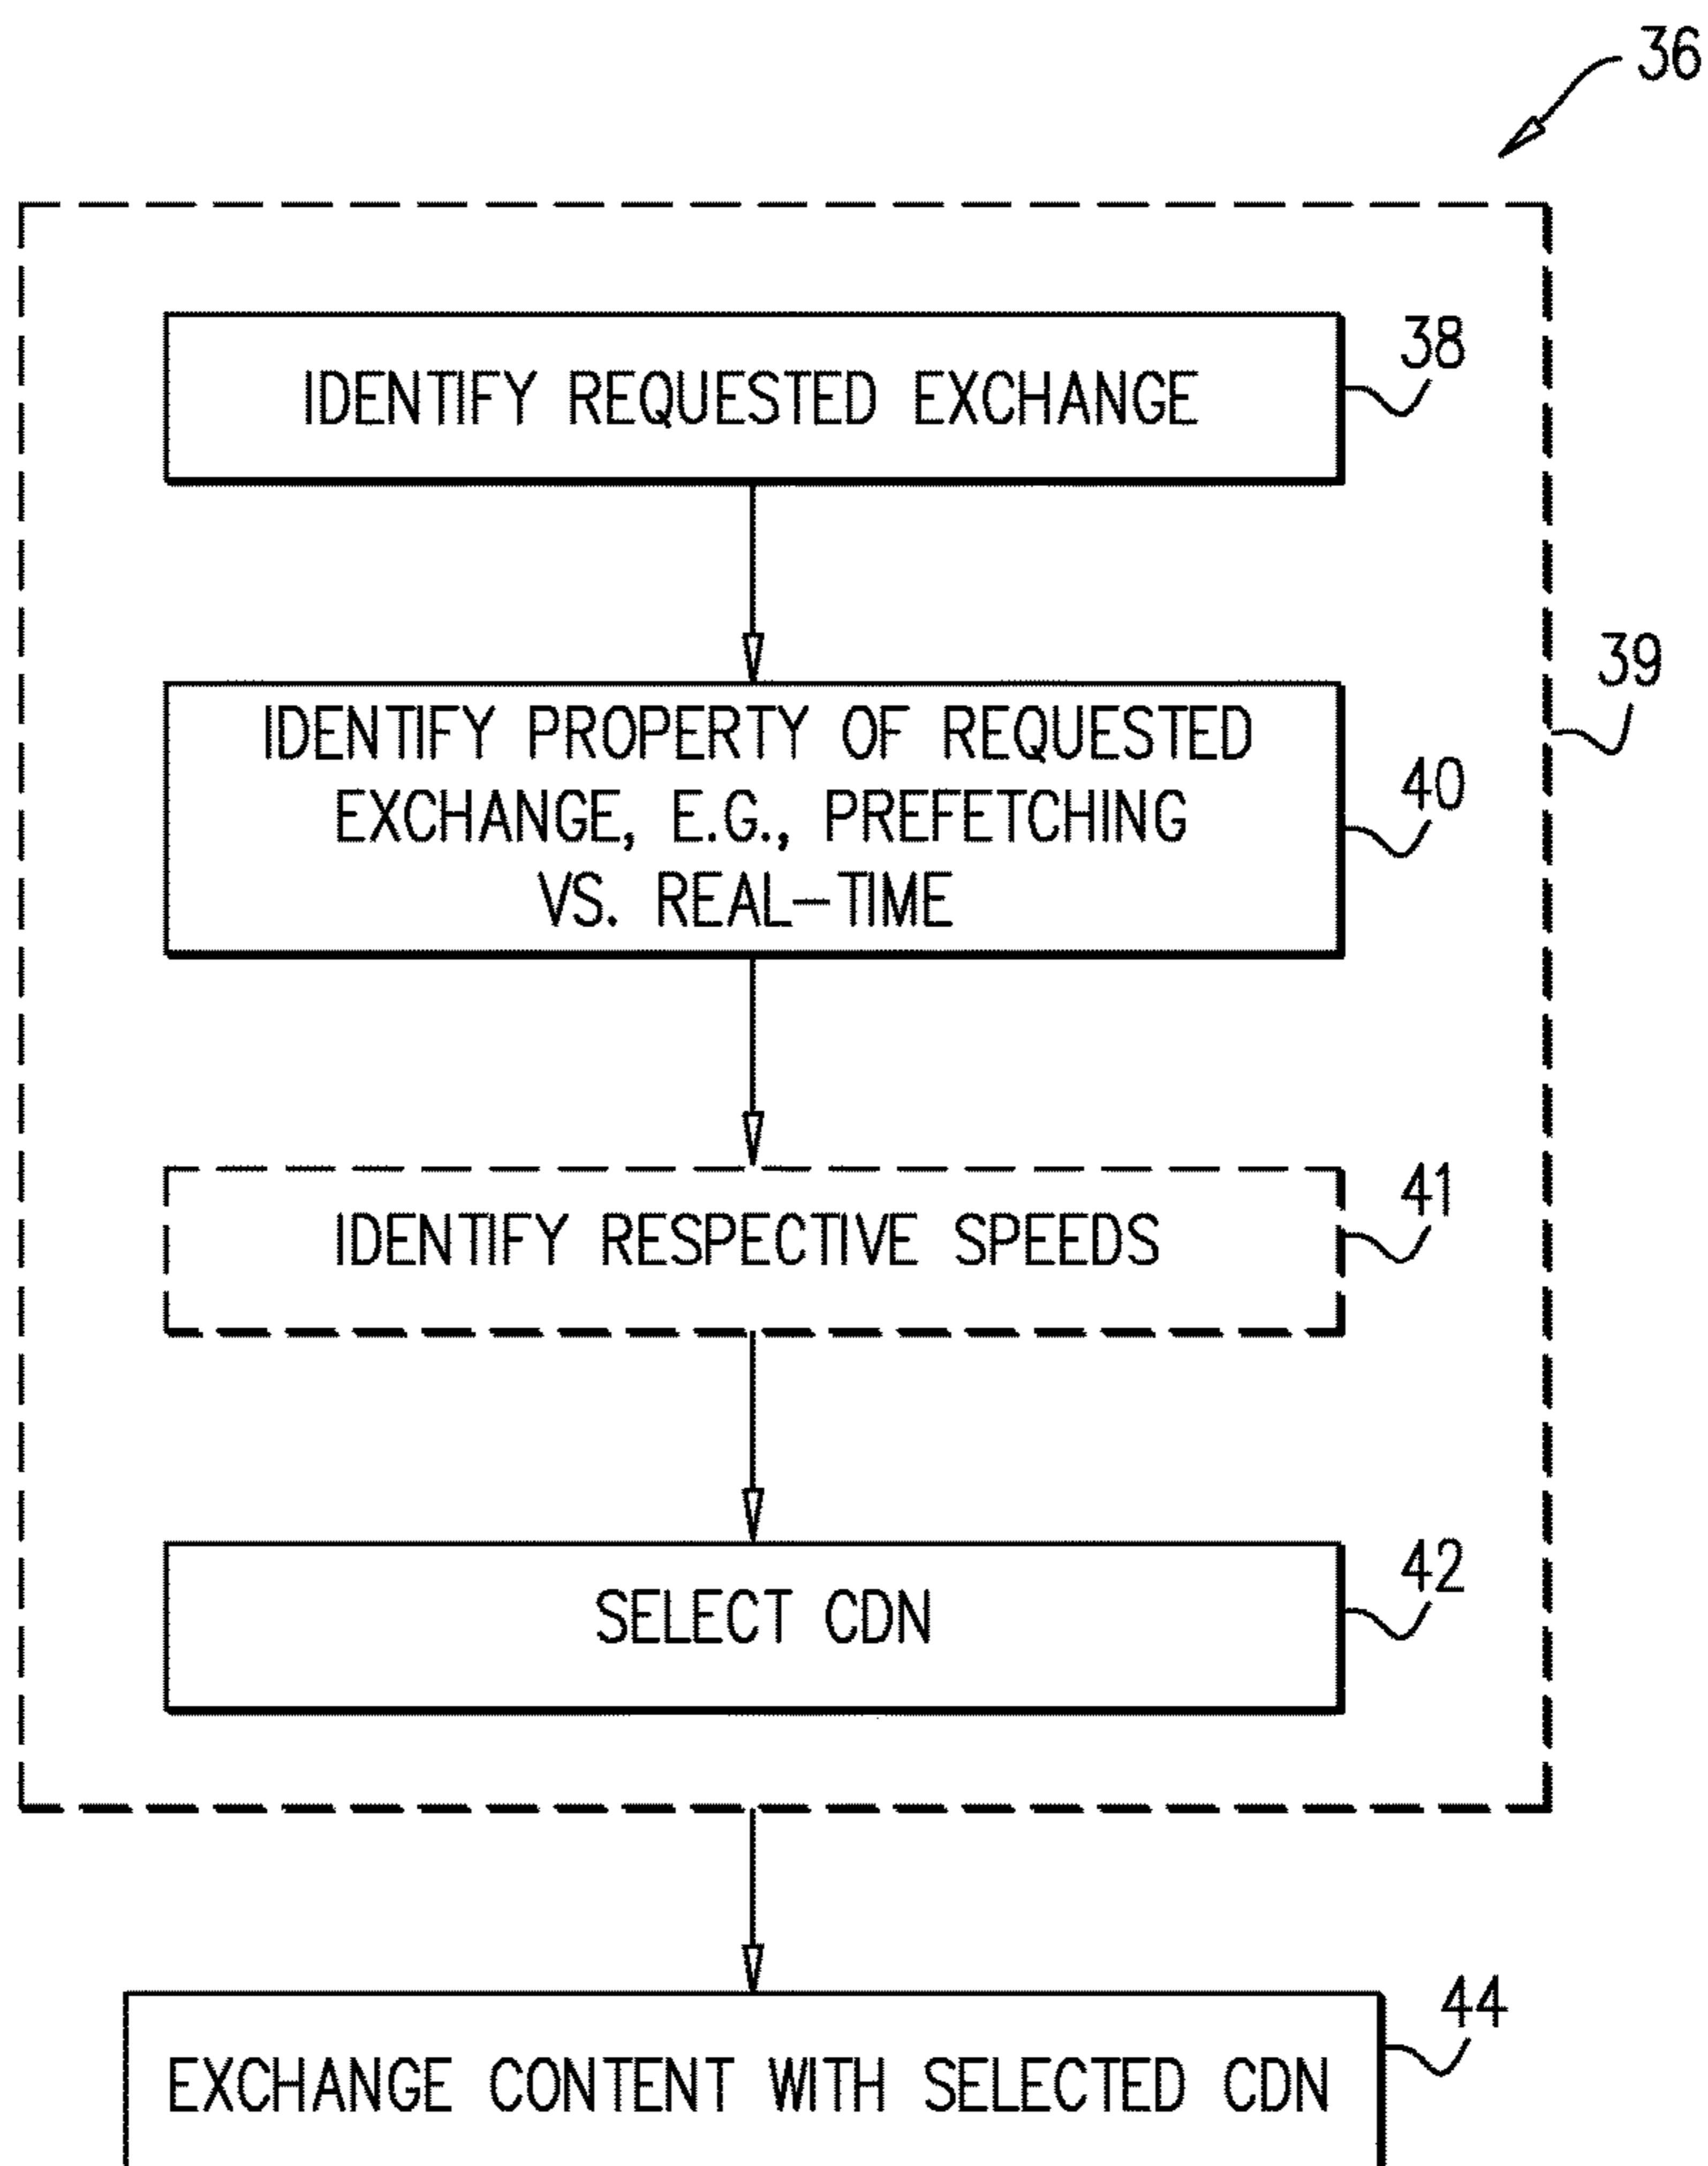 36
IDENTIFY REQUESTED EXCHANGE
38
39
IDENTIFY PROPERTY OF REQUESTED
EXCHANGE, E.G., PREFETCHING
VS. REAL-TIME
40
IDENTIFY RESPECTIVE SPEEDS
41
SELECT CDN
42
EXCHANGE CONTENT WITH SELECTED CDN
44